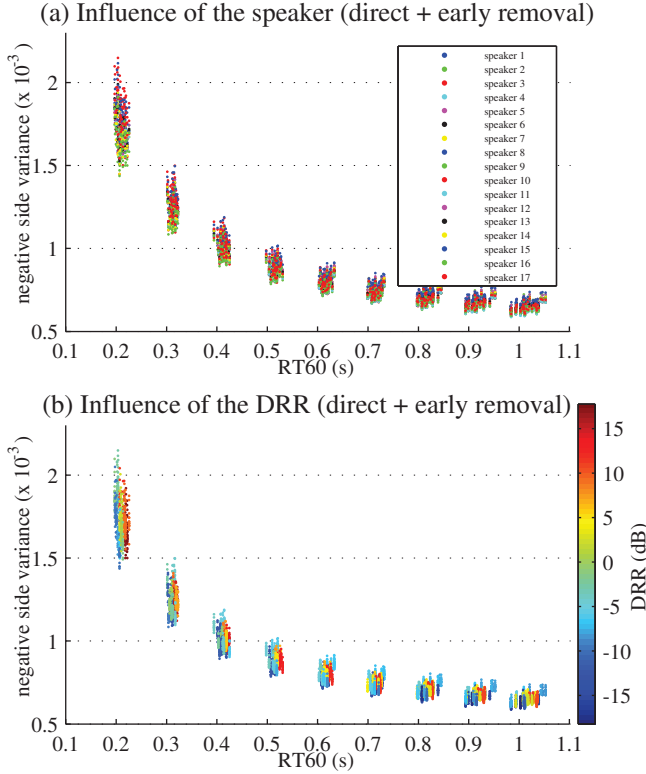 (a) Influence of the speaker (direct + early removal)
negative side variance (x 10⁻³)
2
1.5
1
0.5
0.1 0.2 0.3 0.4 0.5 0.6 0.7 0.8 0.9 1 1.1
RT60 (s)
speaker 1
speaker 2
speaker 3
speaker 4
speaker 5
speaker 6
speaker 7
speaker 8
speaker 9
speaker 10
speaker 11
speaker 12
speaker 13
speaker 14
speaker 15
speaker 16
speaker 17
(b) Influence of the DRR (direct + early removal)
negative side variance (x 10⁻³)
2
1.5
1
0.5
0.1 0.2 0.3 0.4 0.5 0.6 0.7 0.8 0.9 1 1.1
RT60 (s)
15
10
5
0
-5
-10
-15
DRR (dB)